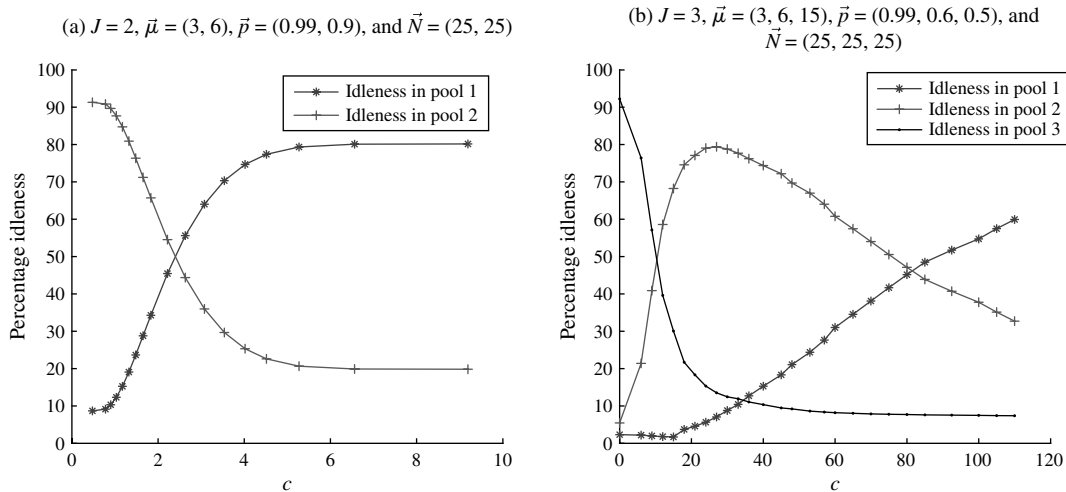 (a) J = 2, μ⃗ = (3, 6), p⃗ = (0.99, 0.9), and N⃗ = (25, 25)
100
90
80
70
60
50
40
30
20
10
0
Percentage idleness
Idleness in pool 1
Idleness in pool 2
0 2 4 6 8 10
c
(b) J = 3, μ⃗ = (3, 6, 15), p⃗ = (0.99, 0.6, 0.5), and
N⃗ = (25, 25, 25)
100
90
80
70
60
50
40
30
20
10
0
Percentage idleness
Idleness in pool 1
Idleness in pool 2
Idleness in pool 3
0 20 40 60 80 100 120
c